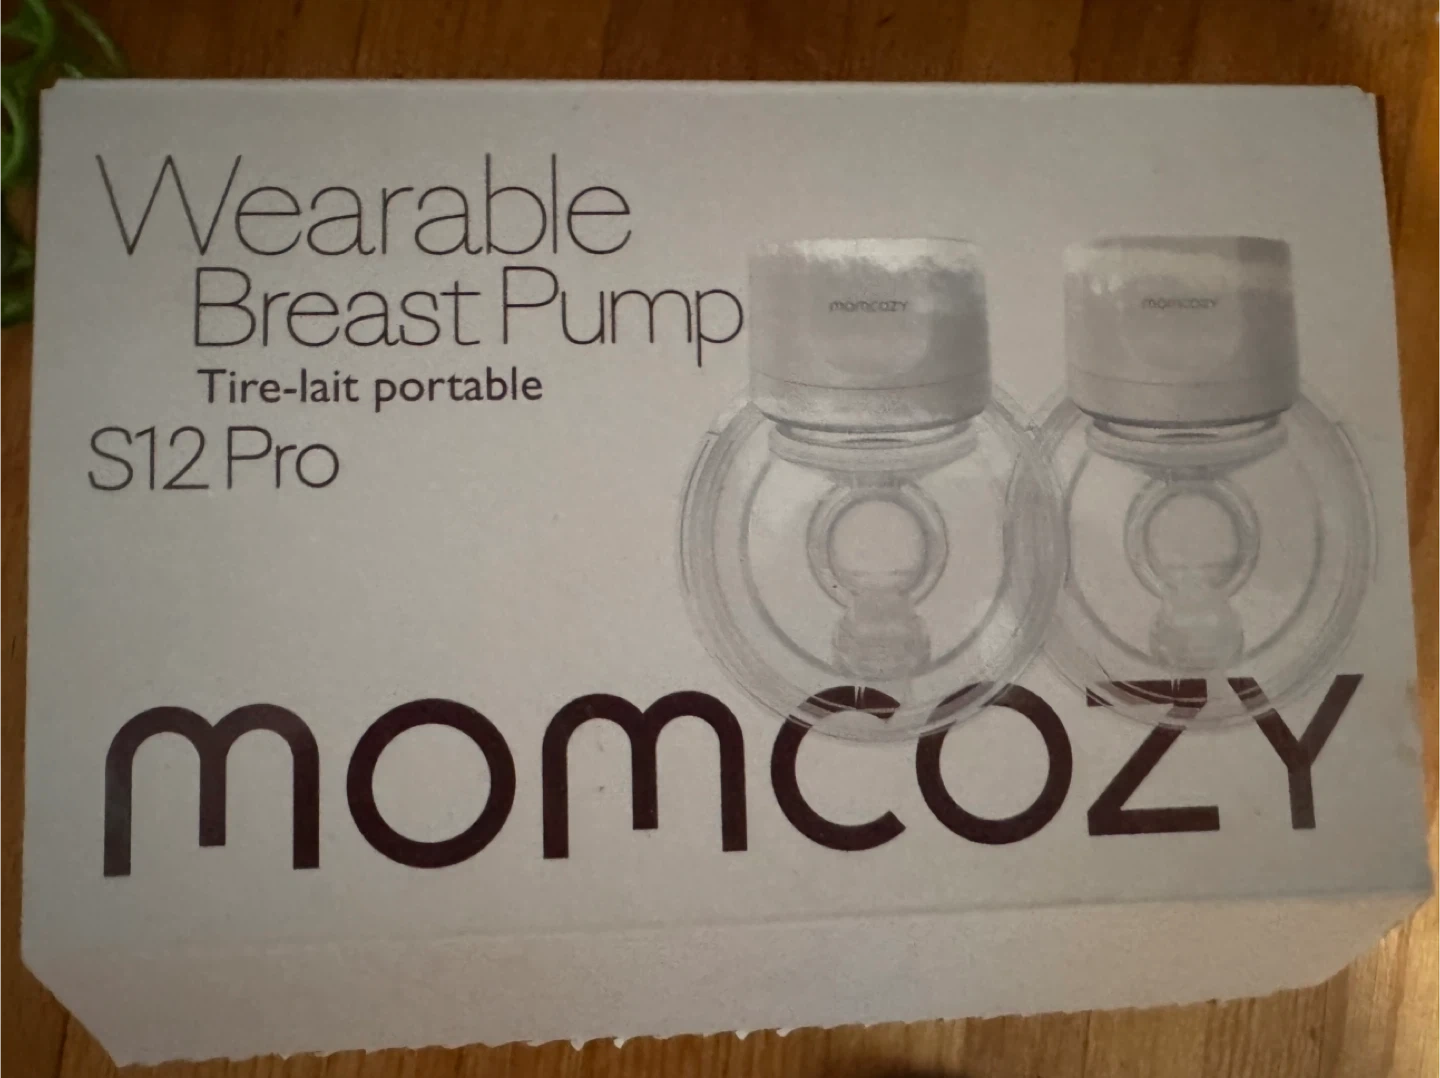 Wearable
Breast Pump
Tire-lait portable
S12 Pro
momcozy
momcozy
momcozy